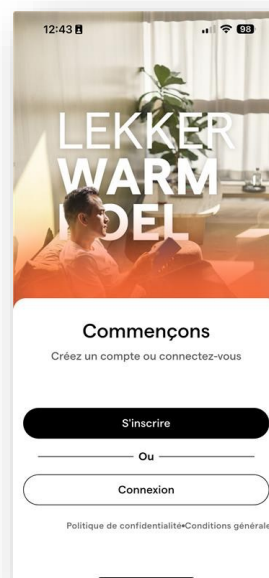 12:43
98
LEKKER
WARM
Commençons
Créez un compte ou connectez-vous
S'inscrire
Ou
Connexion
Politique de confidentialité•Conditions générale